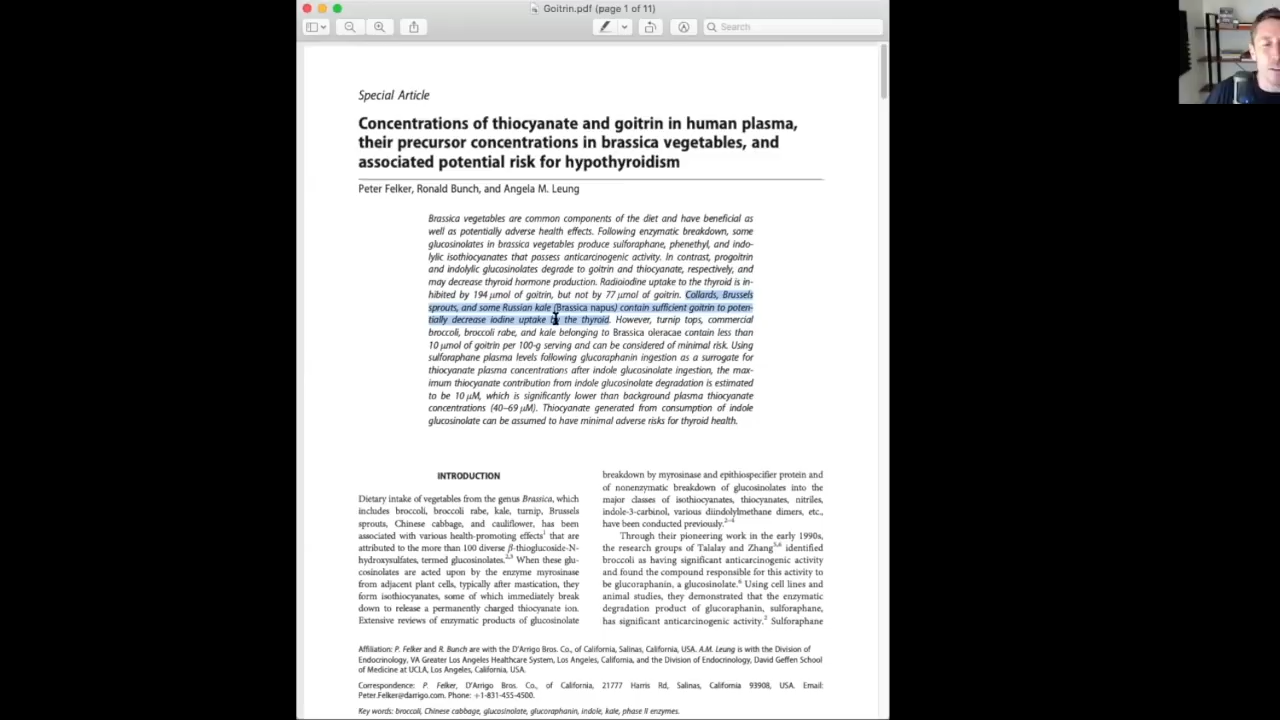 Goitrin.pdf (page 1 of 11)
Search
Special Article
Concentrations of thiocyanate and goitrin in human plasma,
their precursor concentrations in brassica vegetables, and
associated potential risk for hypothyroidism
Peter Felker, Ronald Bunch, and Angela M. Leung
Brassica vegetables are common components of the diet and have beneficial as
well as potentially adverse health effects. Following enzymatic breakdown, some
glucosinolates in brassica vegetables produce sulforaphane, phenethyl, and indo-
lylic isothiocyanates that possess anticarcinogenic activity. In contrast, progoitrin
and indolylic glucosinolates degrade to goitrin and thiocyanate, respectively, and
may decrease thyroid hormone production. Radioiodine uptake to the thyroid is in-
hibited by 194 μmol of goitrin, but not by 77 μmol of goitrin. Collards, Brussels
sprouts, and some Russian kale (Brassica napus) contain sufficient goitrin to poten-
tially decrease iodine uptake by the thyroid. However, turnip tops, commercial
broccoli, broccoli rabe, and kale belonging to Brassica oleracae contain less than
10 μmol of goitrin per 100-g serving and can be considered of minimal risk. Using
sulforaphane plasma levels following glucoraphanin ingestion as a surrogate for
thiocyanate plasma concentrations after indole glucosinolate ingestion, the max-
imum thiocyanate contribution from indole glucosinolate degradation is estimated
to be 10 μM, which is significantly lower than background plasma thiocyanate
concentrations (40–69 μM). Thiocyanate generated from consumption of indole
glucosinolate can be assumed to have minimal adverse risks for thyroid health.
INTRODUCTION
Dietary intake of vegetables from the genus Brassica, which
includes broccoli, broccoli rabe, kale, turnip, Brussels
sprouts, Chinese cabbage, and cauliflower, has been
associated with various health-promoting effects1 that are
attributed to the more than 100 diverse β-thioglucoside-N-
hydroxysulfates, termed glucosinolates.2,3 When these glu-
cosinolates are acted upon by the enzyme myrosinase
from adjacent plant cells, typically after mastication, they
form isothiocyanates, some of which immediately break
down to release a permanently charged thiocyanate ion.
Extensive reviews of enzymatic products of glucosinolate
breakdown by myrosinase and epithiospecifier protein and
of nonenzymatic breakdown of glucosinolates into the
major classes of isothiocyanates, thiocyanates, nitriles,
indole-3-carbinol, various diindolylmethane dimers, etc.,
have been conducted previously.2–4
Through their pioneering work in the early 1990s,
the research groups of Talalay and Zhang5,6 identified
broccoli as having significant anticarcinogenic activity
and found the compound responsible for this activity to
be glucoraphanin, a glucosinolate.6 Using cell lines and
animal studies, they demonstrated that the enzymatic
degradation product of glucoraphanin, sulforaphane,
has significant anticarcinogenic activity.2 Sulforaphane
Affiliation: P. Felker and R. Bunch are with the D'Arrigo Bros. Co., of California, Salinas, California, USA. A.M. Leung is with the Division of
Endocrinology, VA Greater Los Angeles Healthcare System, Los Angeles, California, and the Division of Endocrinology, David Geffen School
of Medicine at UCLA, Los Angeles, California, USA.
Correspondence: P. Felker, D'Arrigo Bros. Co., of California, 21777 Harris Rd, Salinas, California 93908, USA. Email:
Peter.Felker@darrigo.com. Phone: +1-831-455-4500.
Key words: broccoli, Chinese cabbage, glucosinolate, glucoraphanin, indole, kale, phase II enzymes.